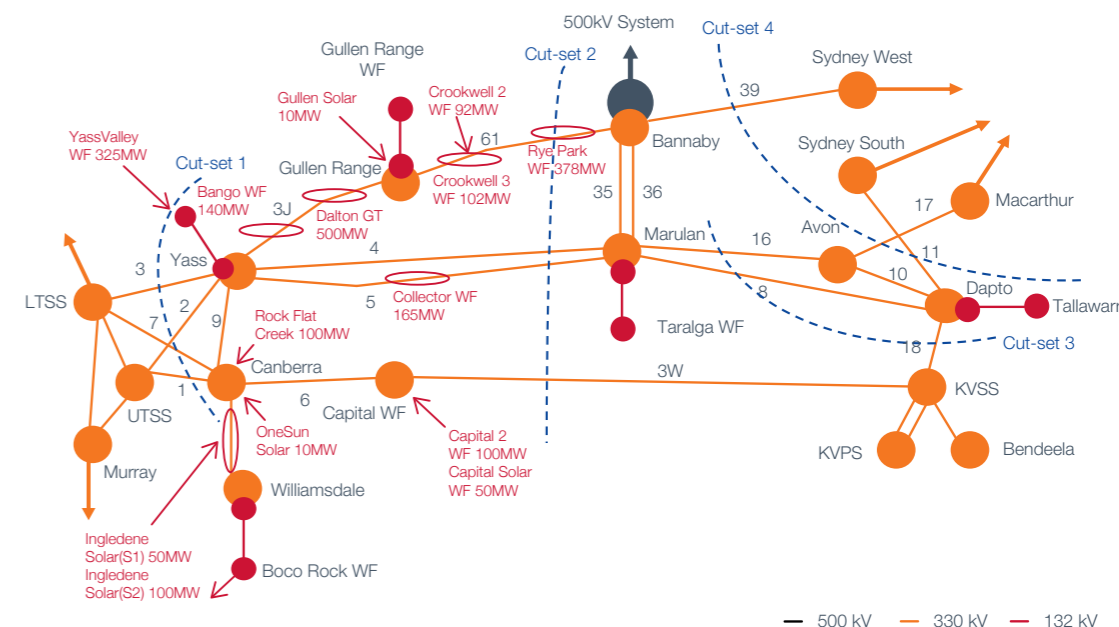 500kV System
Cut-set 4
Gullen Range
WF
Cut-set 2
Sydney West
Gullen Solar
10MW
Crookwell 2
WF 92MW
39
YassValley
WF 325MW
61
Bannaby
Sydney South
Cut-set 1
Gullen Range
Rye Park
WF 378MW
Bango WF
140MW
Crookwell 3
WF 102MW
35
36
Macarthur
17
3J
Dalton GT
500MW
Marulan
Avon
16
4
Yass
11
3
10
LTSS
5
Collector WF
165MW
8
Dapto
2
7
9
Rock Flat
Creek 100MW
Taralga WF
Tallawarr
18
Cut-set 3
Canberra
3W
1
6
UTSS
Capital WF
KVSS
OneSun
Solar 10MW
Capital 2
WF 100MW
Capital Solar
WF 50MW
KVPS
Bendeela
Murray
Williamsdale
Ingledene
Solar(S1) 50MW
Ingledene
Solar(S2) 100MW
Boco Rock WF
500 kV
330 kV
132 kV